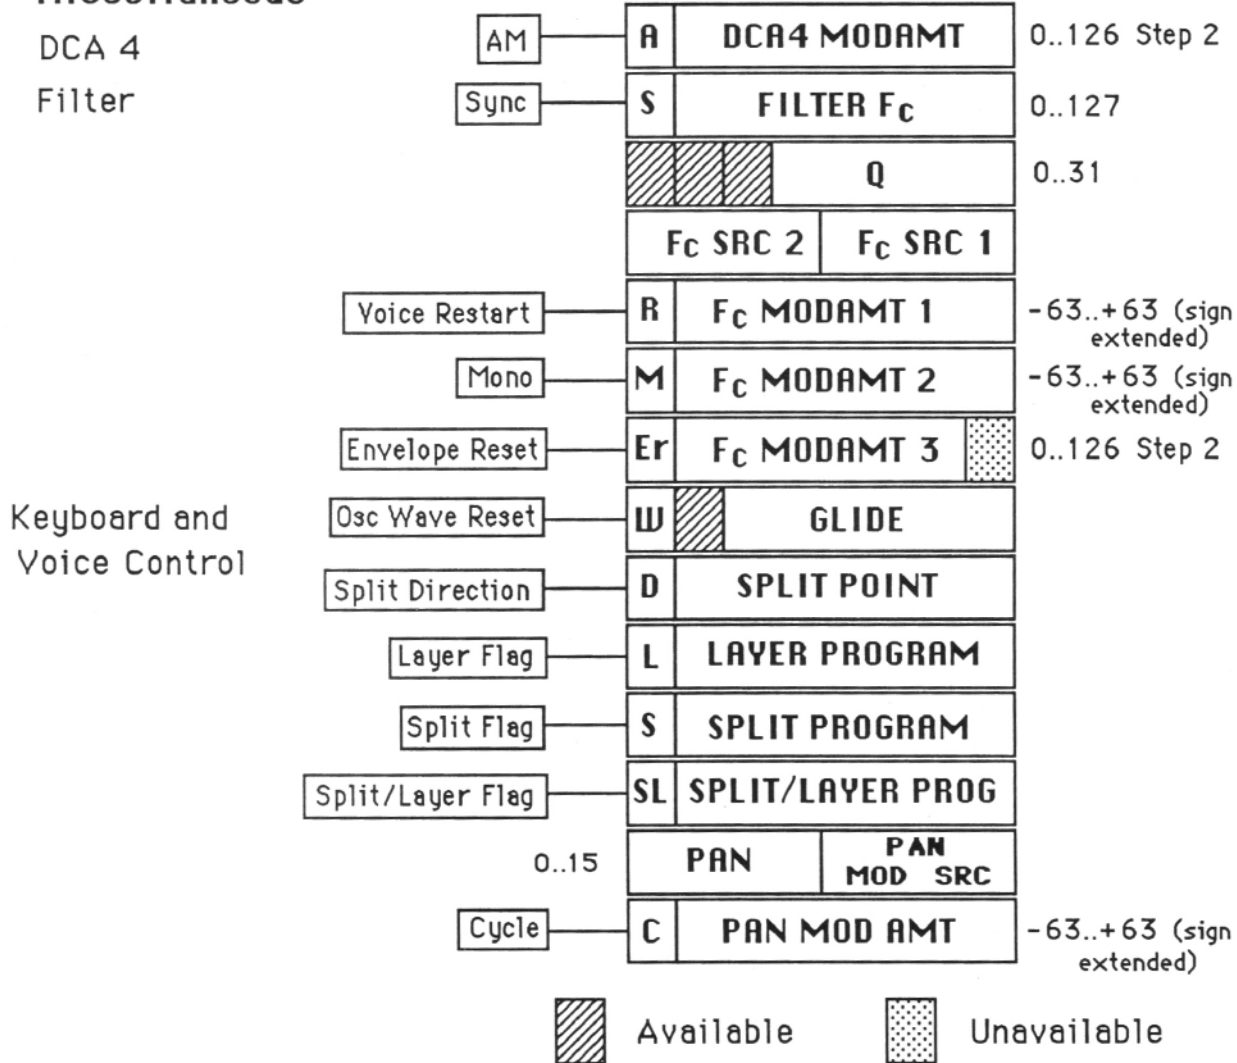 DCA 4
AM
A
DCA4 MODAMT
0..126 Step 2
Filter
Sync
S
FILTER Fc
0..127
Q
0..31
Fc SRC 2
Fc SRC 1
Voice Restart
R
Fc MODAMT 1
-63..+63 (sign
extended)
Mono
M
Fc MODAMT 2
-63..+63 (sign
extended)
Envelope Reset
Er
Fc MODAMT 3
0..126 Step 2
Keyboard and
Voice Control
Osc Wave Reset
W
GLIDE
Split Direction
D
SPLIT POINT
Layer Flag
L
LAYER PROGRAM
Split Flag
S
SPLIT PROGRAM
Split/Layer Flag
SL
SPLIT/LAYER PROG
0..15
PAN
PAN
MOD SRC
Cycle
C
PAN MOD AMT
-63..+63 (sign
extended)
Available
Unavailable